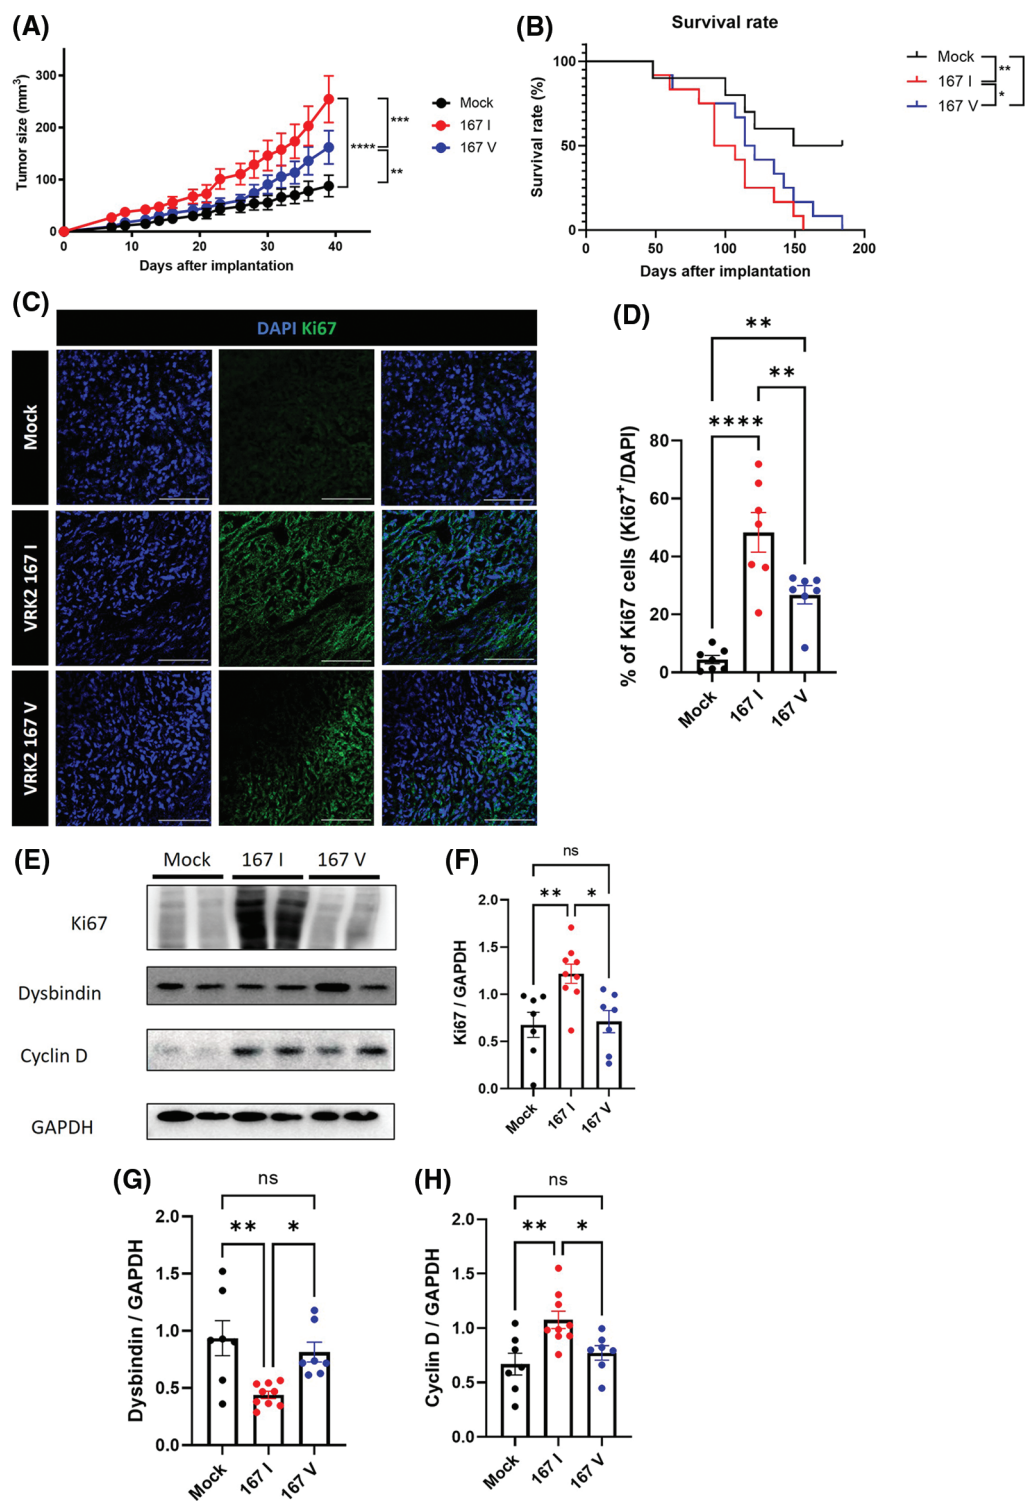 (A)
Tumor size (mm³)
300
200
100
0
0 10 20 30 40
Days after implantation
****
***
**
Mock
167 I
167 V
(B)
Survival rate
Survival rate (%)
100
50
0
0 50 100 150 200
Days after implantation
Mock
167 I
167 V
**
*
(C)
DAPI Ki67
Mock
VRK2 167 I
VRK2 167 V
(D)
**
**
****
% of Ki67 cells (Ki67⁺/DAPI)
80
60
40
20
0
Mock 167 I 167 V
(E)
Mock 167 I 167 V
Ki67
Dysbindin
Cyclin D
GAPDH
(F)
ns
** *
Ki67 / GAPDH
2.0
1.5
1.0
0.5
0.0
Mock 167 I 167 V
(G)
ns
** *
Dysbindin / GAPDH
2.0
1.5
1.0
0.5
0.0
Mock 167 I 167 V
(H)
ns
** *
Cyclin D / GAPDH
2.0
1.5
1.0
0.5
0.0
Mock 167 I 167 V